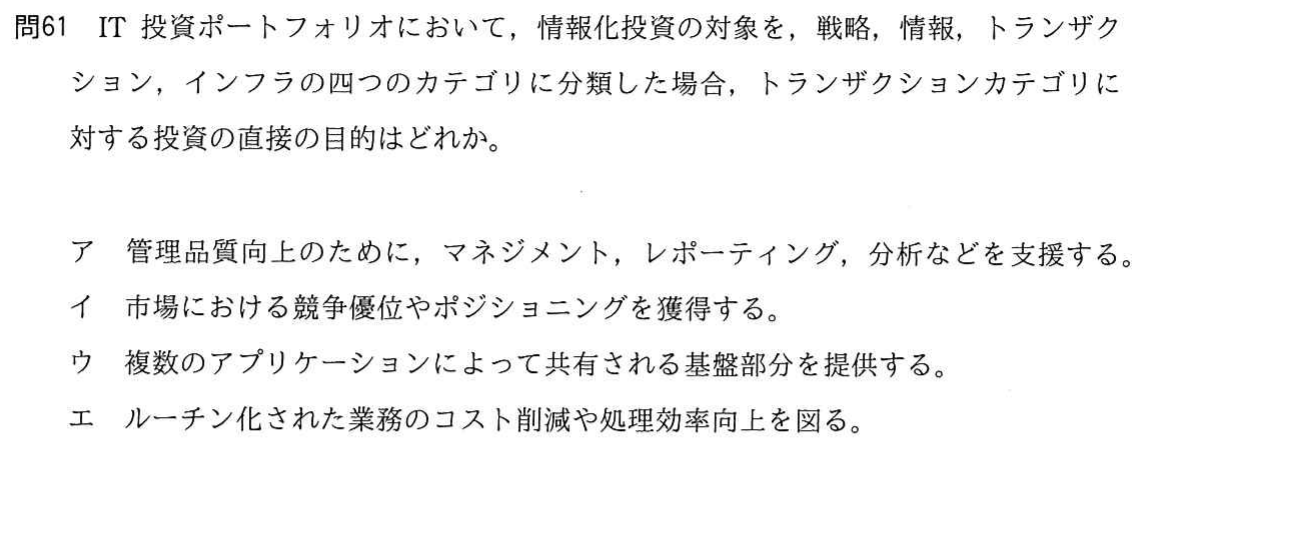 問61 IT 投資ポートフォリオにおいて，情報化投資の対象を，戦略，情報，トランザク
ション，インフラの四つのカテゴリに分類した場合，トランザクションカテゴリに
対する投資の直接の目的はどれか。
ア 管理品質向上のために，マネジメント，レポーティング，分析などを支援する。
イ 市場における競争優位やポジショニングを獲得する。
ウ 複数のアプリケーションによって共有される基盤部分を提供する。
エ ルーチン化された業務のコスト削減や処理効率向上を図る。